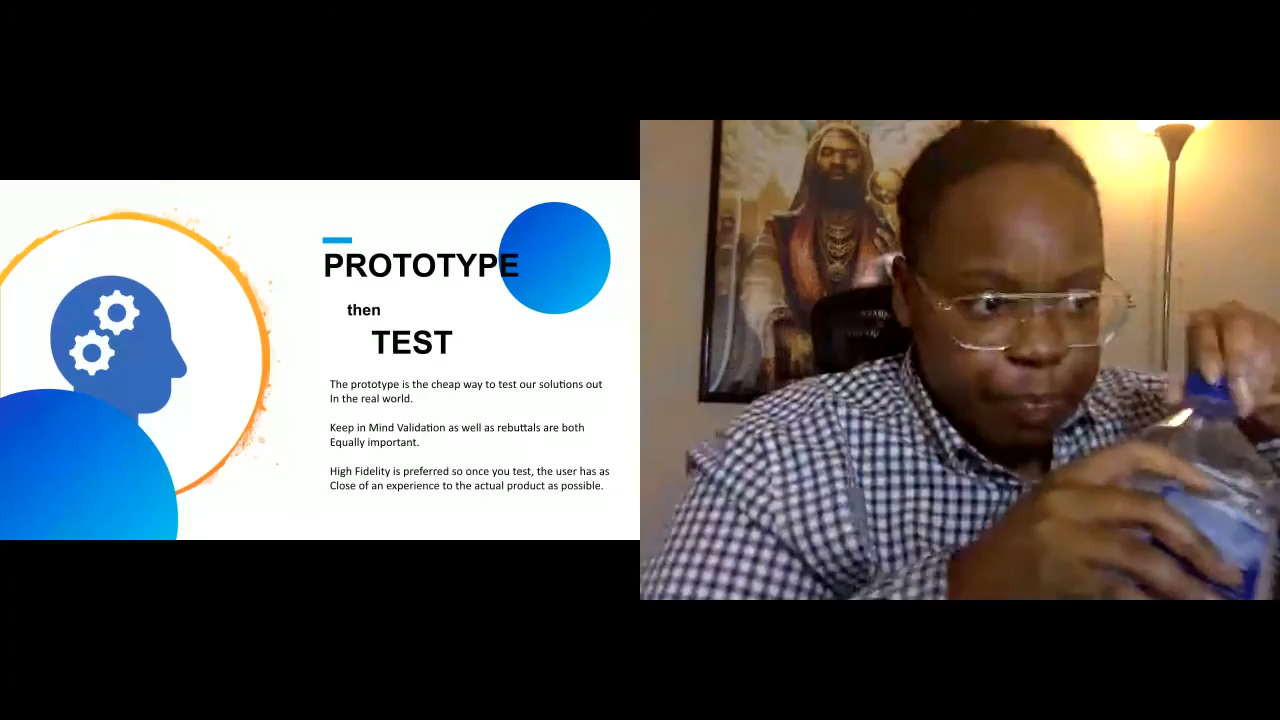 PROTOTYPE
then
TEST
The prototype is the cheap way to test our solutions out
In the real world.
Keep in Mind Validation as well as rebuttals are both
Equally important.
High Fidelity is preferred so once you test, the user has as
Close of an experience to the actual product as possible.